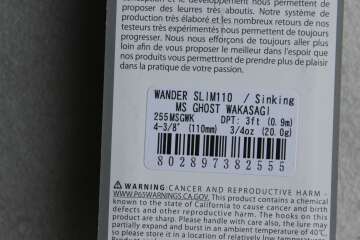 développement nous permettent de
proposer des leurres très aboutis. Notre système de
production très élaboré et les nombreux retours de nos
testeurs très expérimentés nous permettent de toujours
progresser. Nous nous efforçons de toujours aller plus
loin afin de vous proposer le meilleur dans l'espoir que
nos produits vous permettront de prendre plus de plaisir
dans la pratique de votre passion.
WANDER SLIM110 / Sinking
MS GHOST WAKASAGI
255MSGWK DPT: 3ft (0.9m)
4-3/8" (110mm) 3/4oz (20.0g)
802897382555
⚠ WARNING CANCER AND REPRODUCTIVE HARM -
WWW.P65WARNINGS.CA.GOV. This product contains a chemical
known to the state of California to cause cancer and birth
defects and other reproductive harm. The hooks on this
product are sharp. Please handle with care. The lure may partially
expand and burst in an ambient temperature of 40℃,
so please store it in a location of relatively low temperature